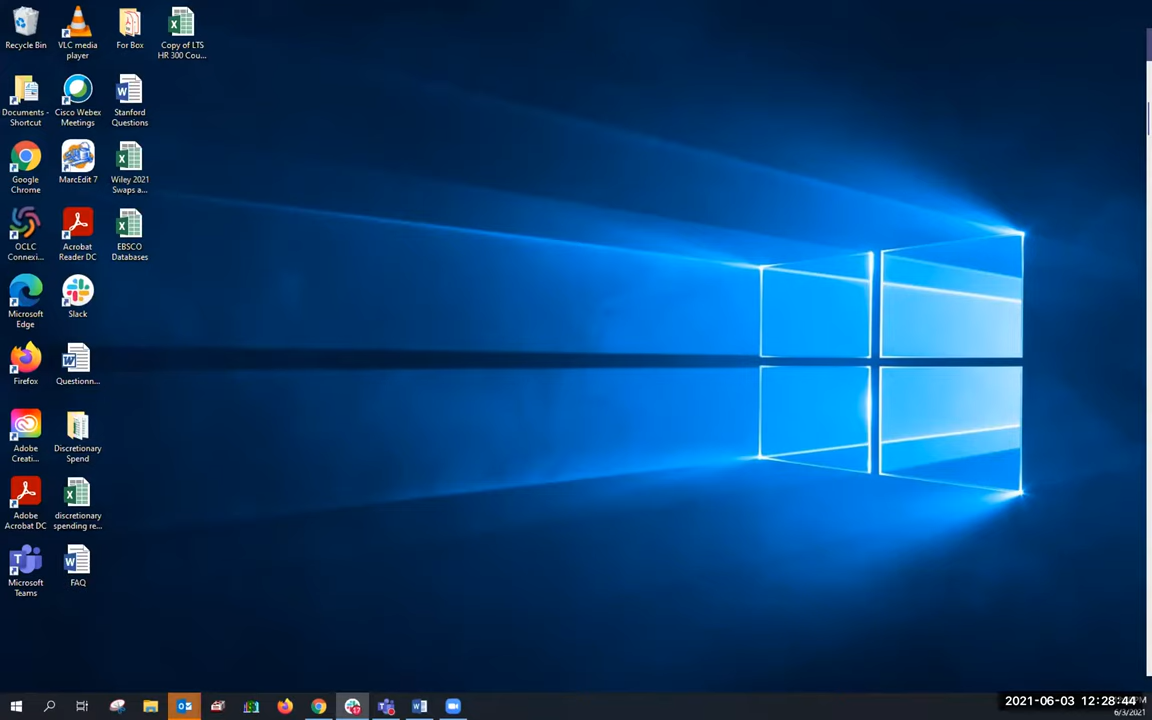 Recycle Bin
VLC media
player
For Box
Copy of LTS
HR 300 Cou...
Documents -
Shortcut
Cisco Webex
Meetings
Stanford
Questions
Google
Chrome
MarcEdit 7
Wiley 2021
Swaps a...
OCLC
Connexi...
Acrobat
Reader DC
EBSCO
Databases
Microsoft
Edge
Slack
Firefox
Questionn...
Adobe
Creati...
Discretionary
Spend
Adobe
Acrobat DC
discretionary
spending re...
Microsoft
Teams
FAQ
2021-06-03 12:28:44
6/3/2021